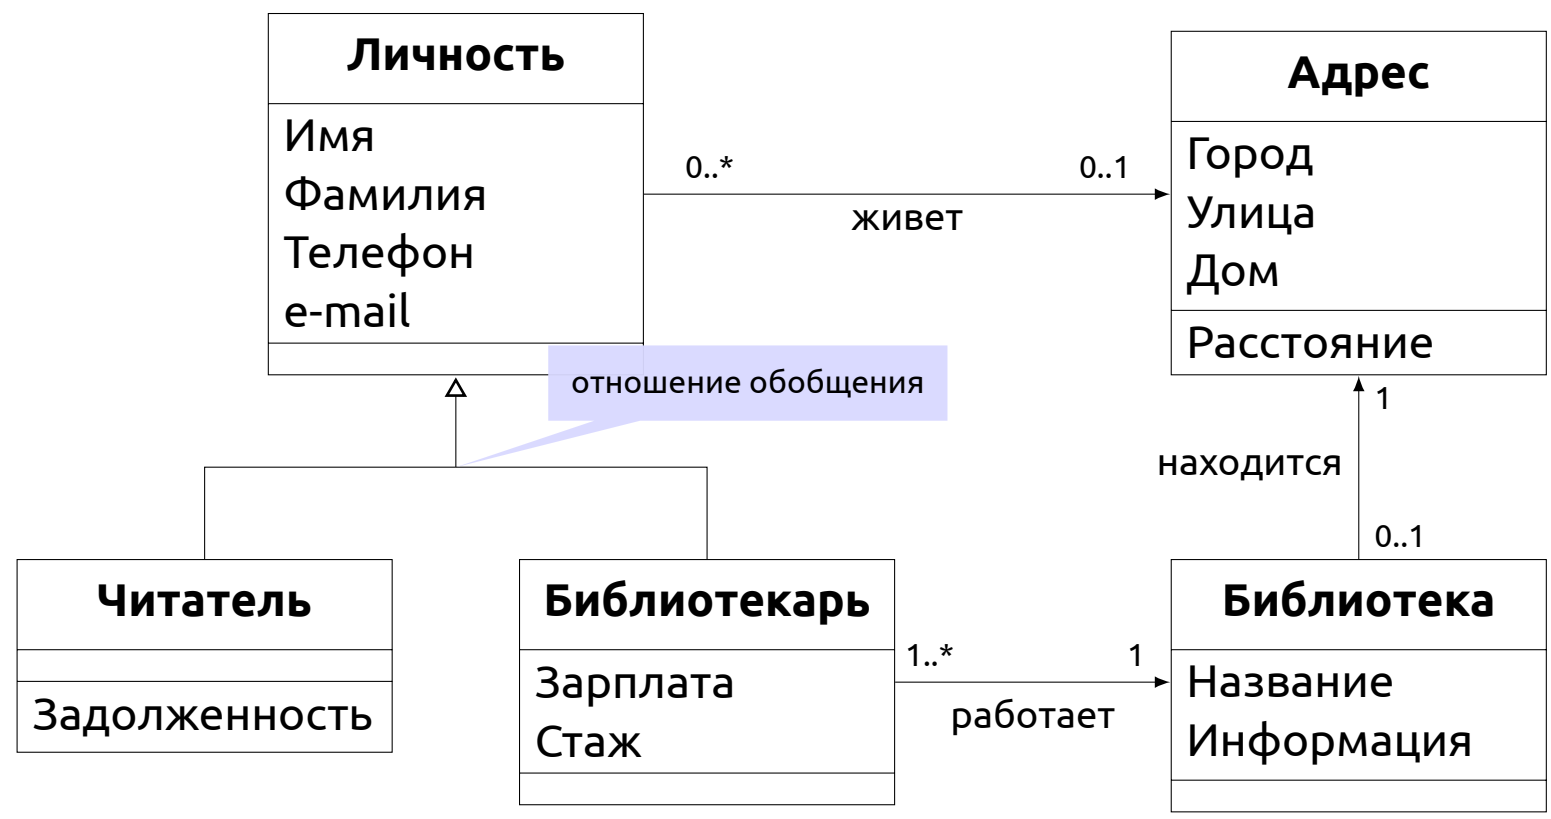 Личность
Имя
Фамилия
Телефон
e-mail
0..*
0..1
живет
Адрес
Город
Улица
Дом
Расстояние
отношение обобщения
1
находится
0..1
Читатель
Задолженность
Библиотекарь
Зарплата
Стаж
1..*
1
работает
Библиотека
Название
Информация